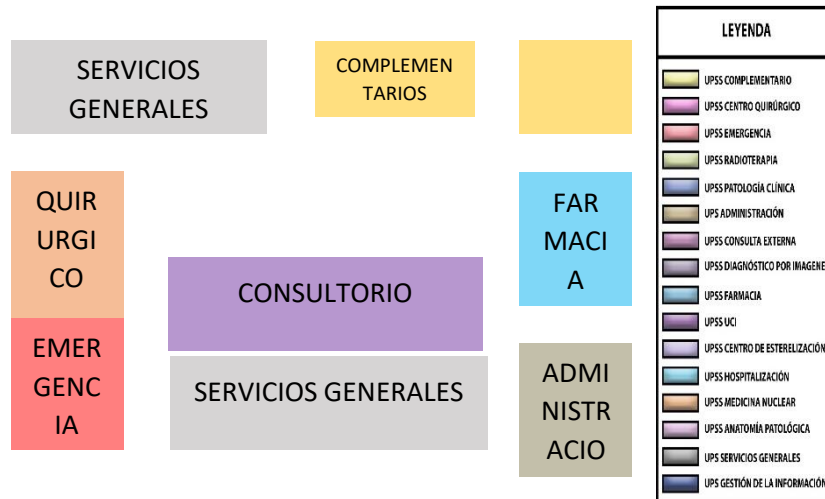 SERVICIOS
GENERALES
COMPLEMEN
TARIOS
QUIR
URGI
CO
FAR
MACI
A
CONSULTORIO
EMER
GENC
IA
SERVICIOS GENERALES
ADMI
NISTR
ACIO
LEYENDA
UPSS COMPLEMENTARIO
UPSS CENTRO QUIRÚRGICO
UPSS EMERGENCIA
UPSS RADIOTERAPIA
UPSS PATOLOGÍA CLÍNICA
UPS ADMINISTRACIÓN
UPSS CONSULTA EXTERNA
UPSS DIAGNÓSTICO POR IMAGENE
UPSS FARMACIA
UPSS UCI
UPSS CENTRO DE ESTERELIZACIÓN
UPSS HOSPITALIZACIÓN
UPSS MEDICINA NUCLEAR
UPSS ANATOMÍA PATOLÓGICA
UPS SERVICIOS GENERALES
UPS GESTIÓN DE LA INFORMACIÓN